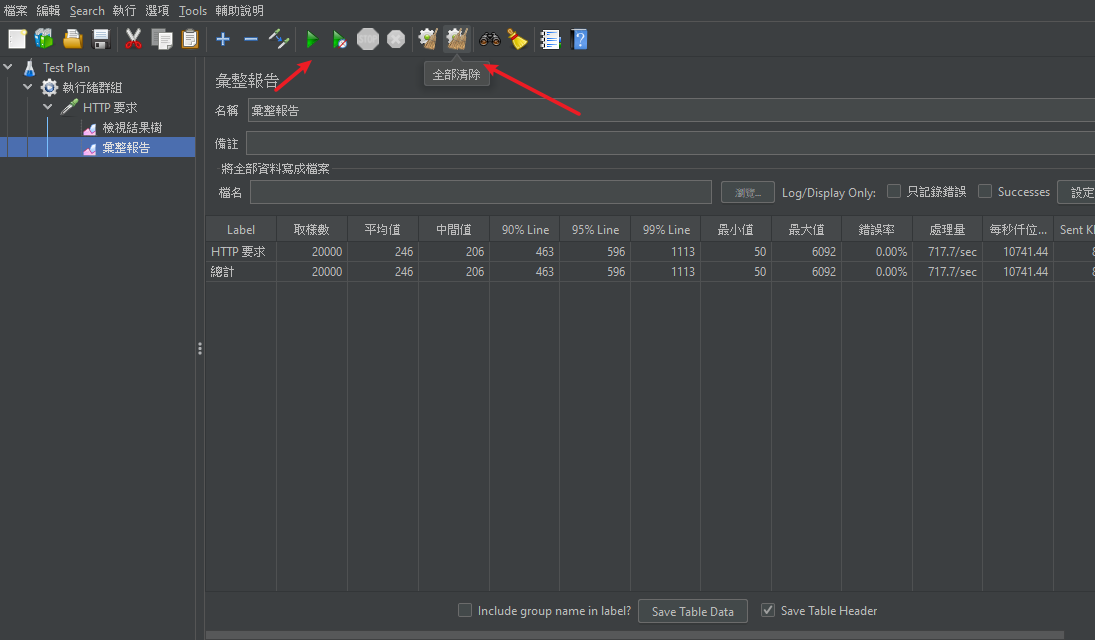 檔案 編輯 Search 執行 選項 Tools 輔助說明
Test Plan
執行緒群組
HTTP 要求
檢視結果樹
彙整報告
彙整報告
全部清除
名稱 彙整報告
備註
將全部資料寫成檔案
檔名 瀏覽... Log/Display Only: 只記錄錯誤 Successes 設定
Label 取樣數 平均值 中間值 90% Line 95% Line 99% Line 最小值 最大值 錯誤率 處理量 每秒仟位... Sent
HTTP 要求 20000 246 206 463 596 1113 50 6092 0.00% 717.7/sec 10741.44
總計 20000 246 206 463 596 1113 50 6092 0.00% 717.7/sec 10741.44
Include group name in label? Save Table Data Save Table Header